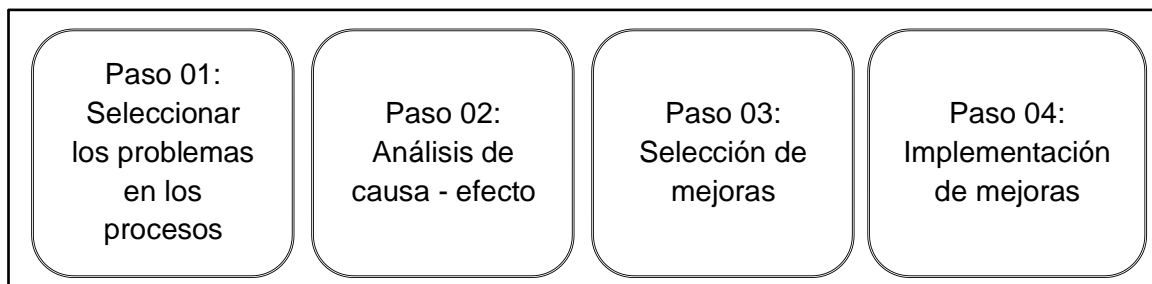 Paso 01:
Seleccionar
los problemas
en los
procesos
Paso 02:
Análisis de
causa - efecto
Paso 03:
Selección de
mejoras
Paso 04:
Implementación
de mejoras